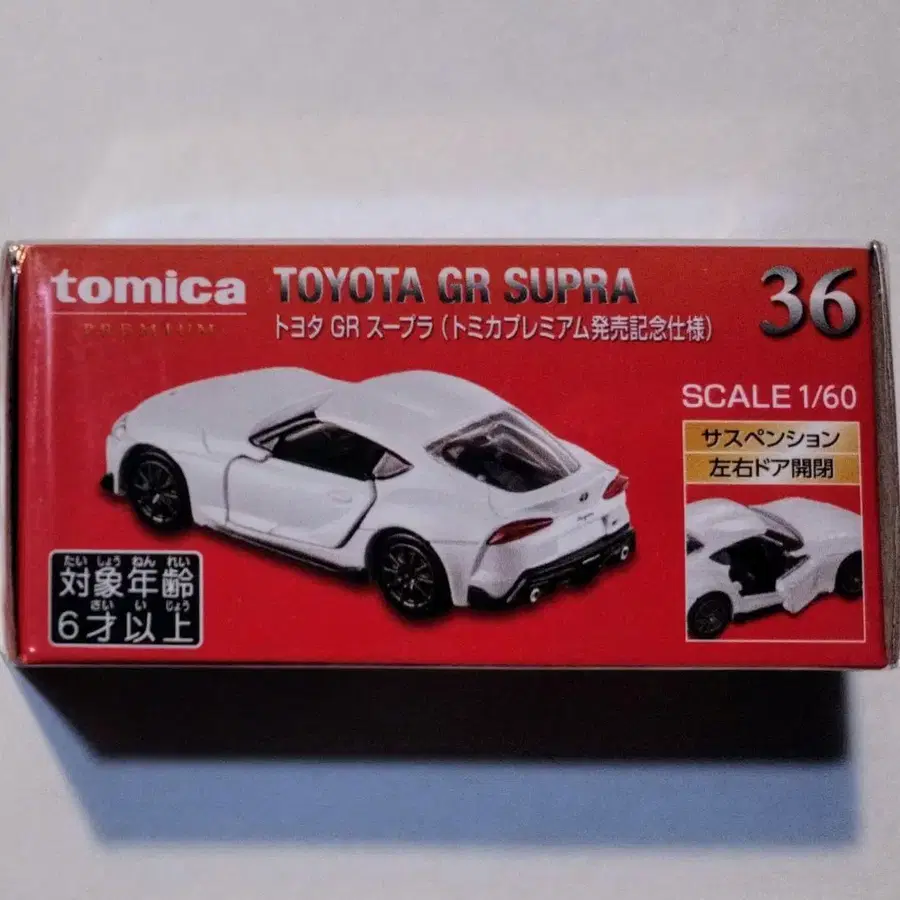 tomica
PREMIUM
TOYOTA GR SUPRA
トヨタ GR スープラ（トミカプレミアム発売記念仕様）
36
SCALE 1/60
サスペンション
左右ドア開閉
たい しょう ねん れい
対象年齢
さい い じょう
6才以上